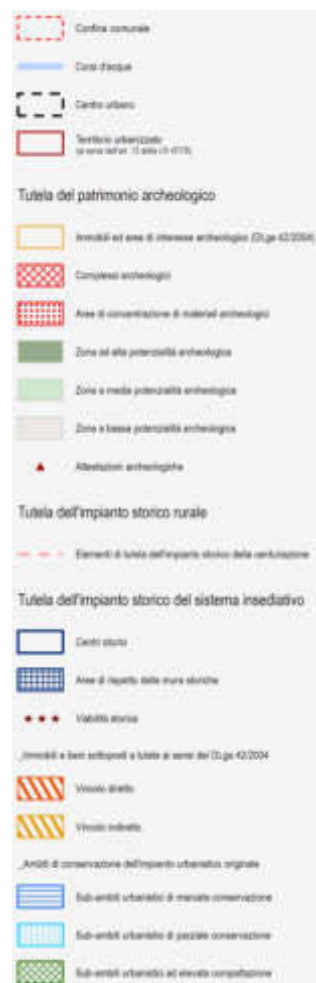 Confine comunale
Corsi d'acque
Centro urbano
Territorio urbanizzato
Tutela del patrimonio archeologico
Immobili ed aree di interesse archeologico (DLgs 42/2004)
Complessi archeologici
Aree di concentrazione di materiali archeologici
Zona ad alta potenzialità archeologica
Zona a media potenzialità archeologica
Zona a bassa potenzialità archeologica
Attestazioni archeologiche
Tutela dell'impianto storico rurale
Elementi di tutela dell'impianto storico della centuriazione
Tutela dell'impianto storico del sistema insediativo
Centri storici
Aree di rispetto delle mura storiche
Viabilità storica
_Immobili e beni sottoposti a tutela ai sensi del DLgs 42/2004
Vincolo diretto
Vincolo indiretto
_Ambiti di conservazione dell'impianto urbanistico originale
Sub-ambiti urbanistici di marcata conservazione
Sub-ambiti urbanistici di parziale conservazione
Sub-ambiti urbanistici ad elevata compattazione